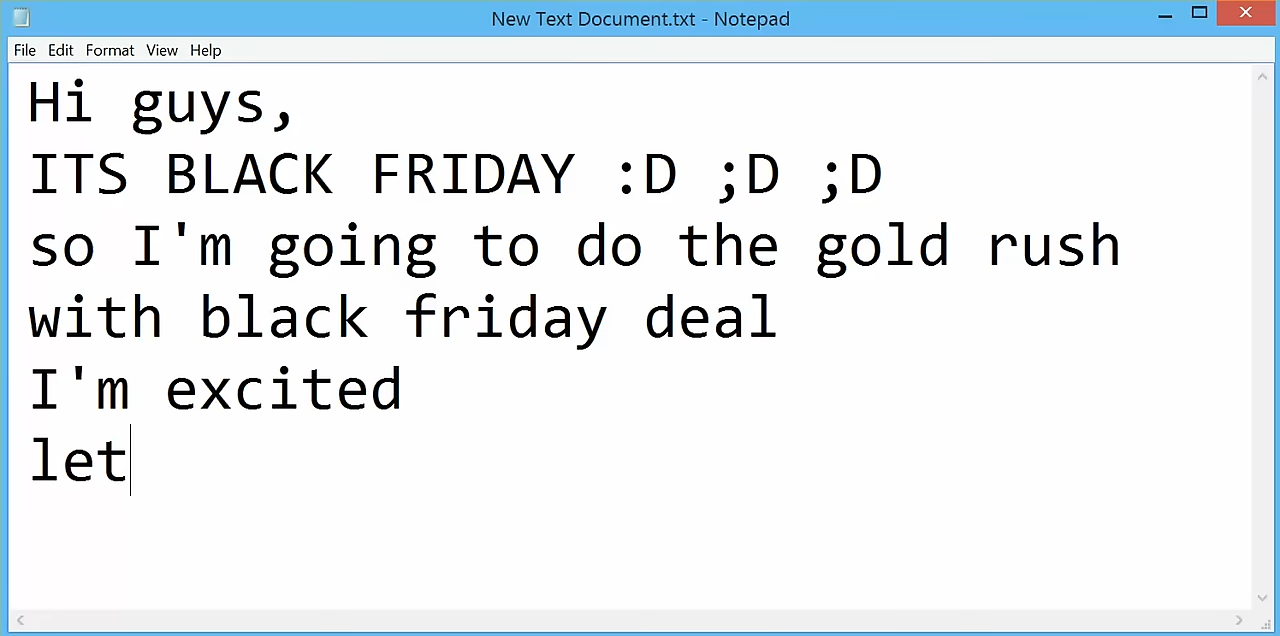 New Text Document.txt - Notepad
File Edit Format View Help
Hi guys,
ITS BLACK FRIDAY :D ;D ;D
so I'm going to do the gold rush
with black friday deal
I'm excited
let